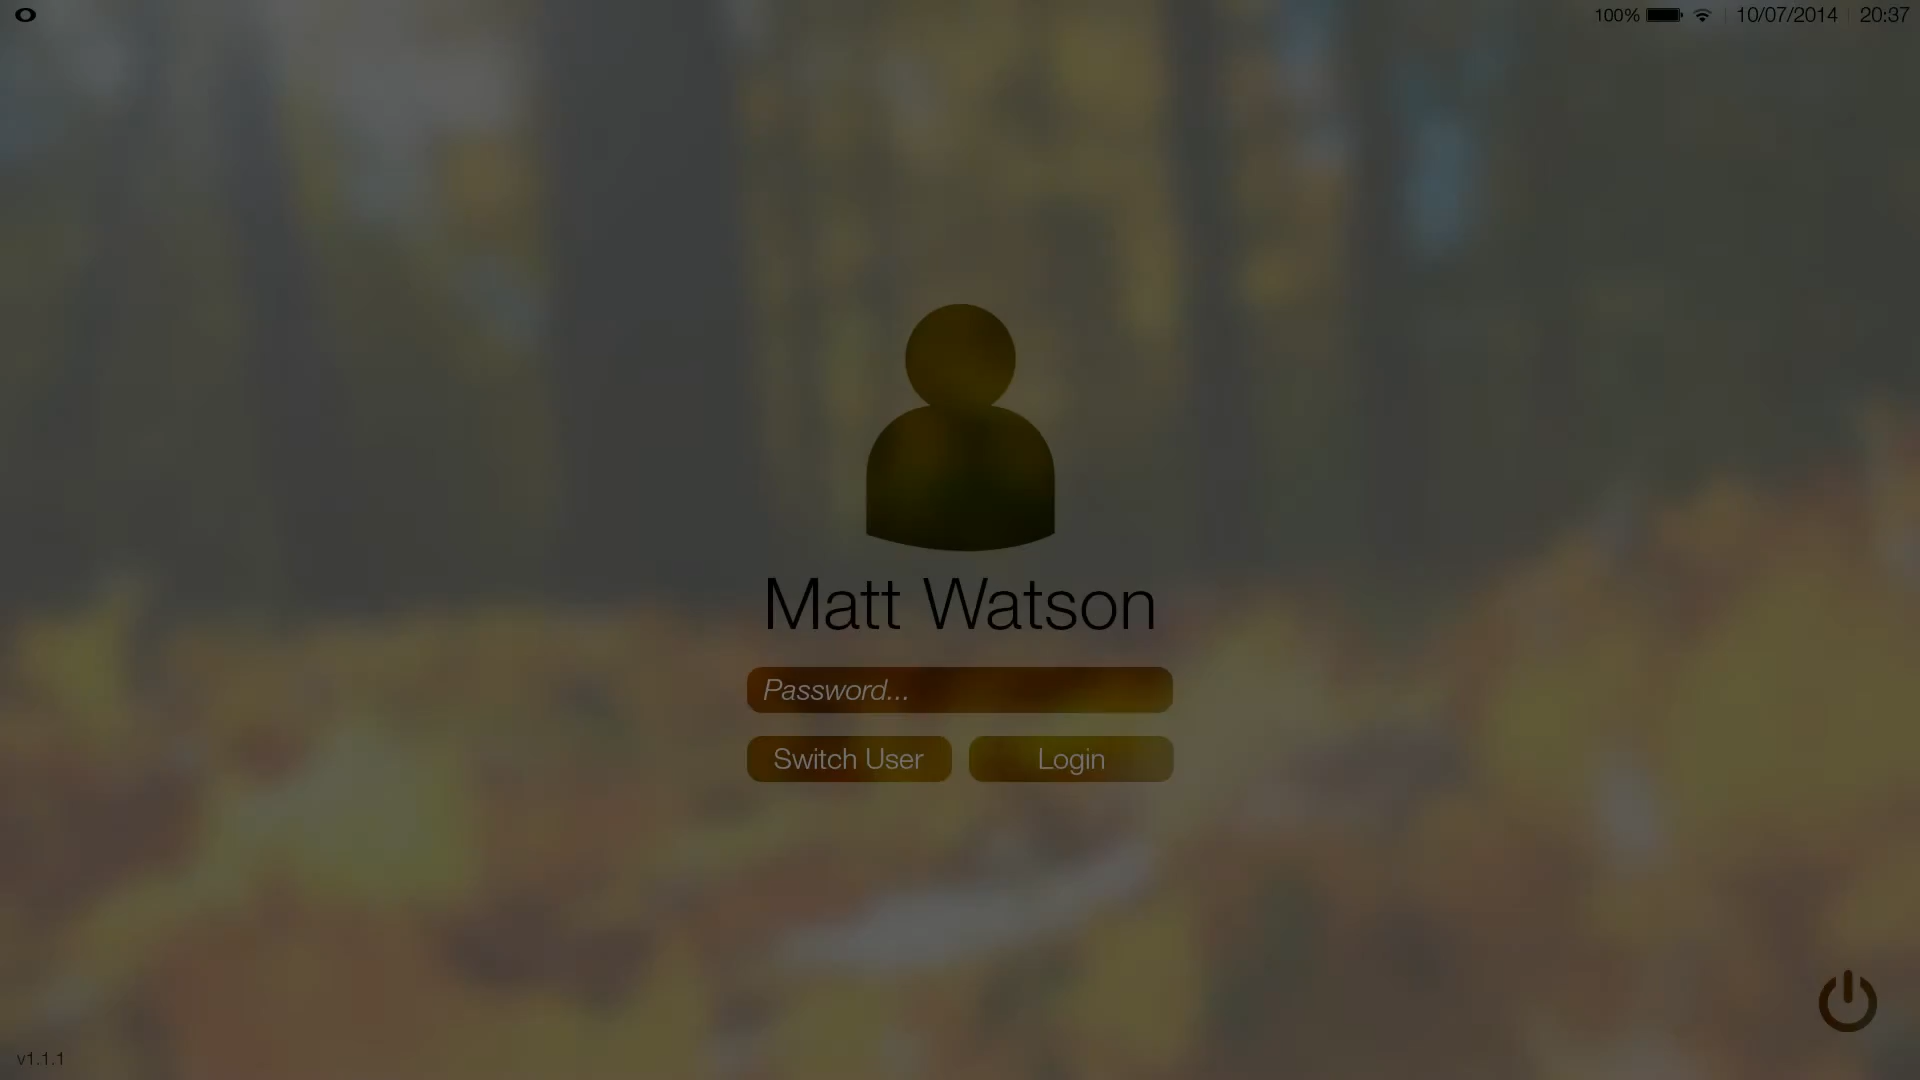 100% 10/07/2014 20:37
Matt Watson
Password...
Switch User Login
v1.1.1